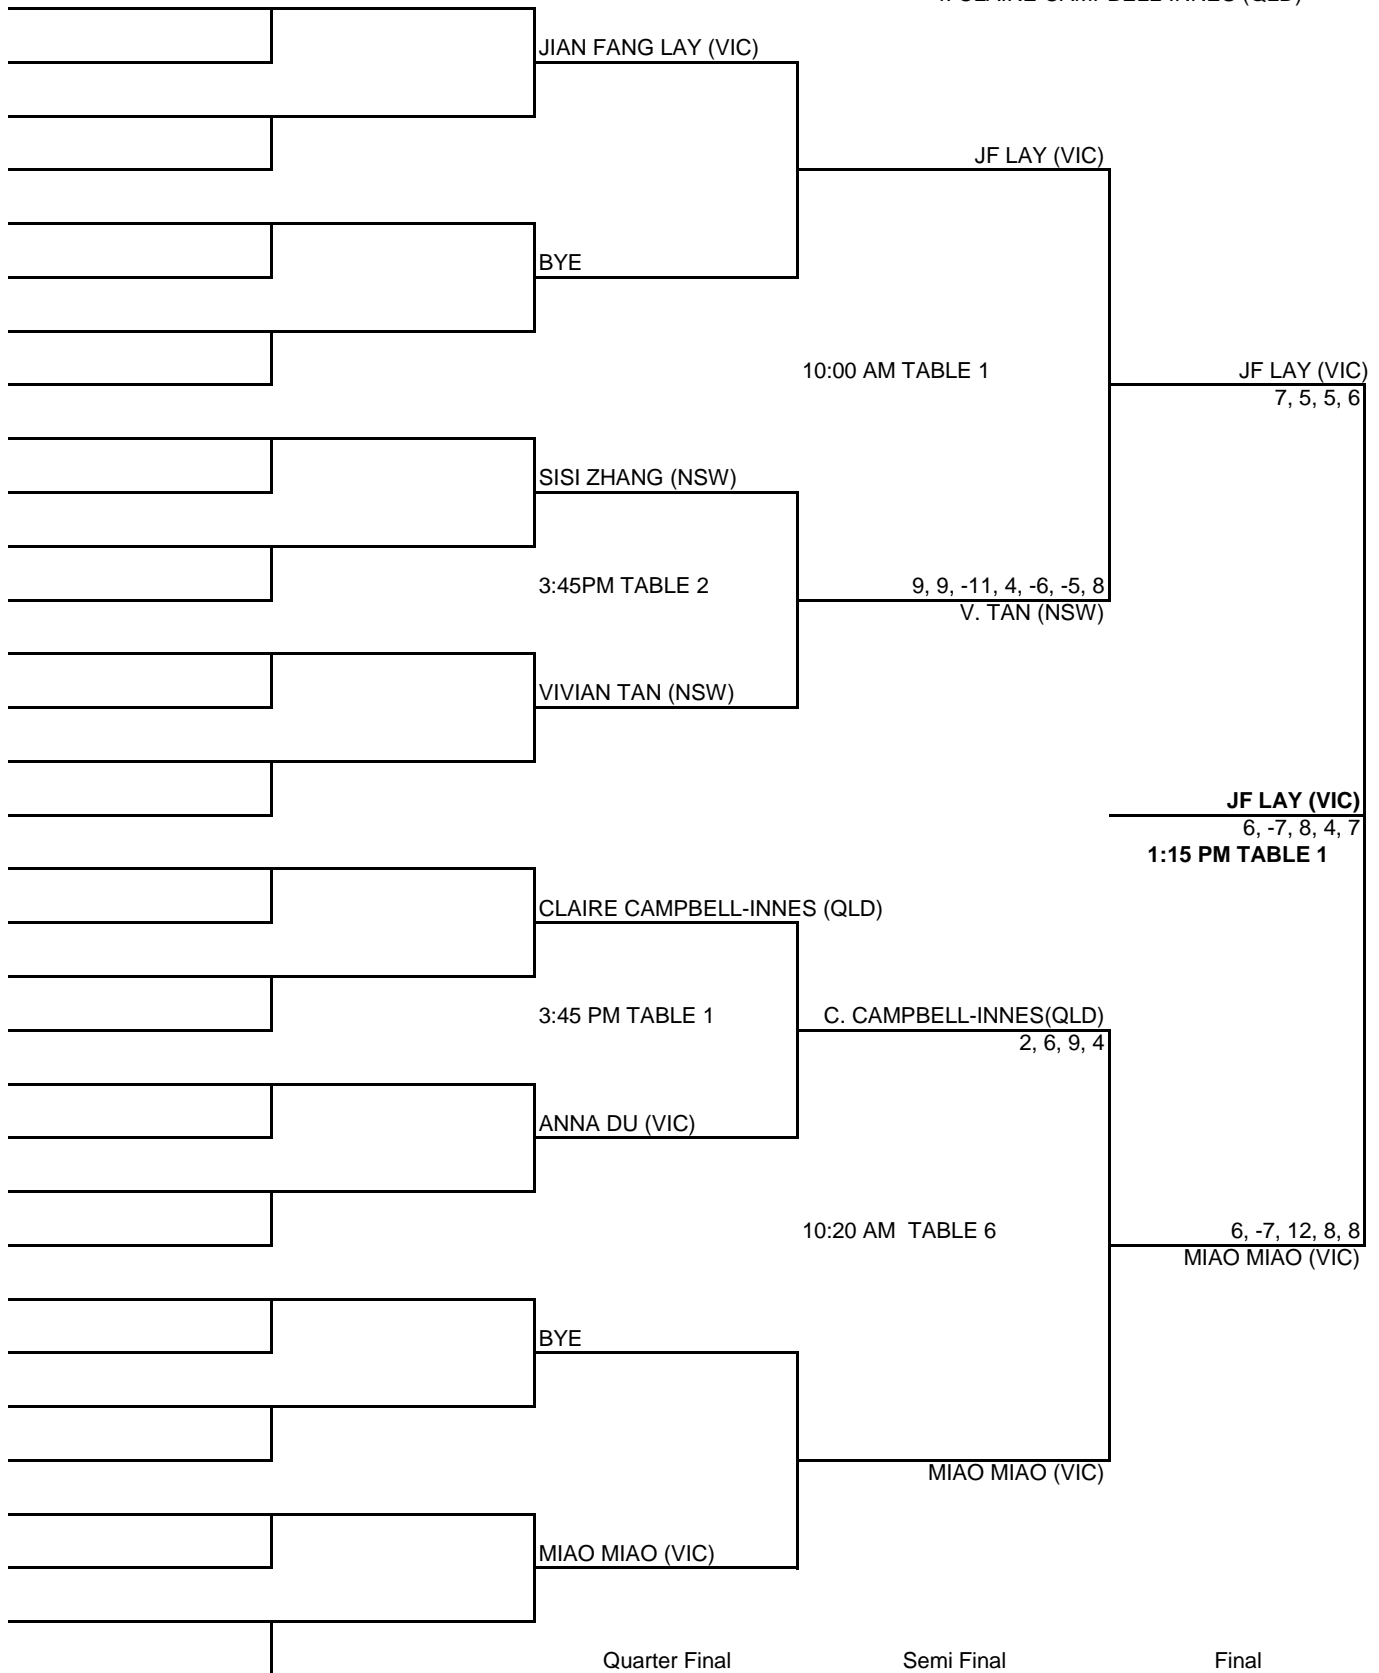 JIAN FANG LAY (VIC)
JF LAY (VIC)
BYE
10:00 AM TABLE 1
JF LAY (VIC)
7, 5, 5, 6
SISI ZHANG (NSW)
3:45PM TABLE 2
9, 9, -11, 4, -6, -5, 8
V. TAN (NSW)
VIVIAN TAN (NSW)
JF LAY (VIC)
6, -7, 8, 4, 7
1:15 PM TABLE 1
CLAIRE CAMPBELL-INNES (QLD)
3:45 PM TABLE 1
C. CAMPBELL-INNES(QLD)
2, 6, 9, 4
ANNA DU (VIC)
10:20 AM  TABLE 6
6, -7, 12, 8, 8
MIAO MIAO (VIC)
BYE
MIAO MIAO (VIC)
MIAO MIAO (VIC)
Quarter Final
Semi Final
Final